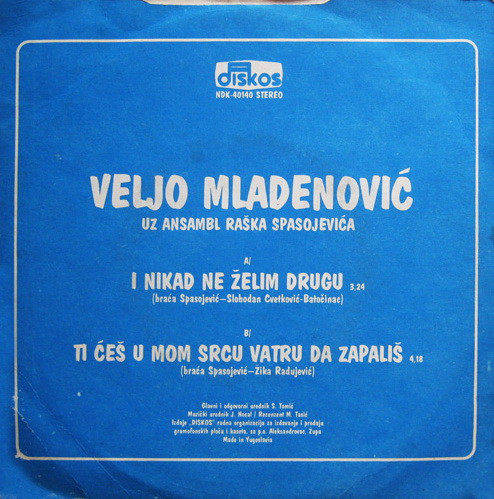 diskos
NDK-40140 STEREO
VELJO MLADENOVIĆ
UZ ANSAMBL RAŠKA SPASOJEVIĆA
A/
I NIKAD NE ŽELIM DRUGU 3,24
(braća Spasojević—Slobodan Cvetković-Batočinac)
B/
TI ĆEŠ U MOM SRCU VATRU DA ZAPALIŠ 4,18
(braća Spasojević—Žika Radujević)
Glavni i odgovorni urednik S. Tomić
Muzički urednik J. Nocaf / Recenzent M. Tasić
Izdaje „DISKOS" radna organizacija za izdavanje i prodaju
gramofonskih ploča i kaseta, sa p.o. Aleksandrovac, Župa
Made in Yugoslavia